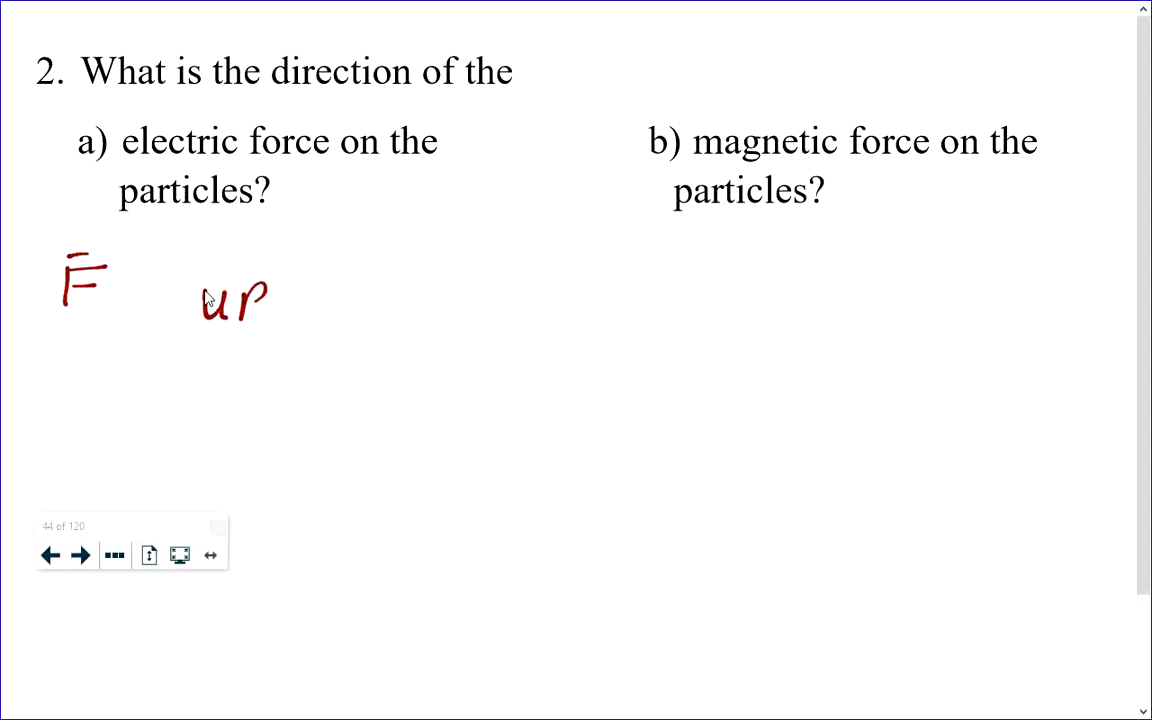 2. What is the direction of the
a) electric force on the
particles?
b) magnetic force on the
particles?
F up
44 of 120